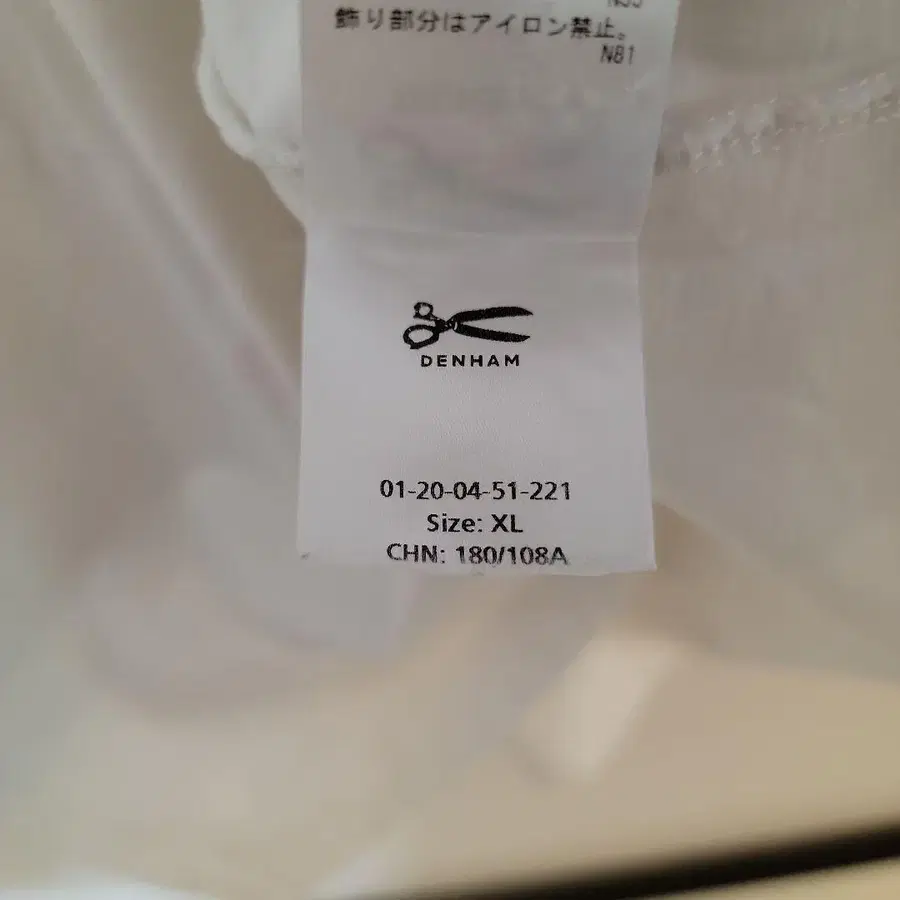 飾り部分はアイロン禁止。
N81
DENHAM
01-20-04-51-221
Size: XL
CHN: 180/108A